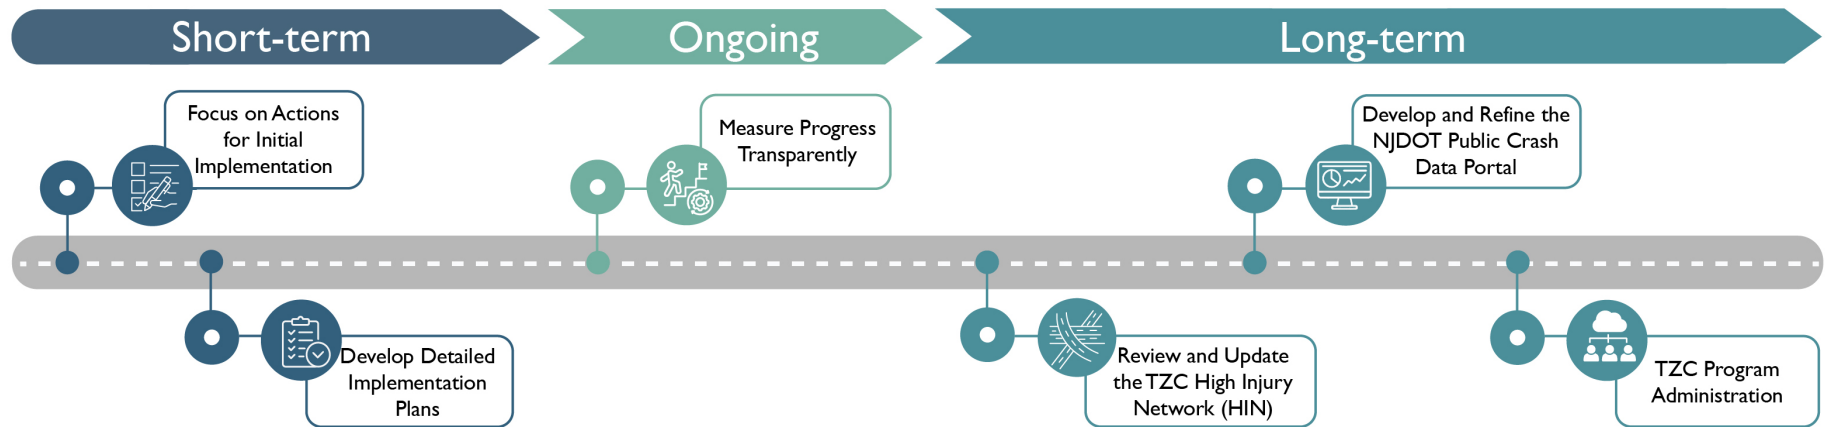 Short-term
Ongoing
Long-term
Focus on Actions
for Initial
Implementation
Measure Progress
Transparently
Develop and Refine the
NJDOT Public Crash
Data Portal
Develop Detailed
Implementation
Plans
Review and Update
the TZC High Injury
Network (HIN)
TZC Program
Administration